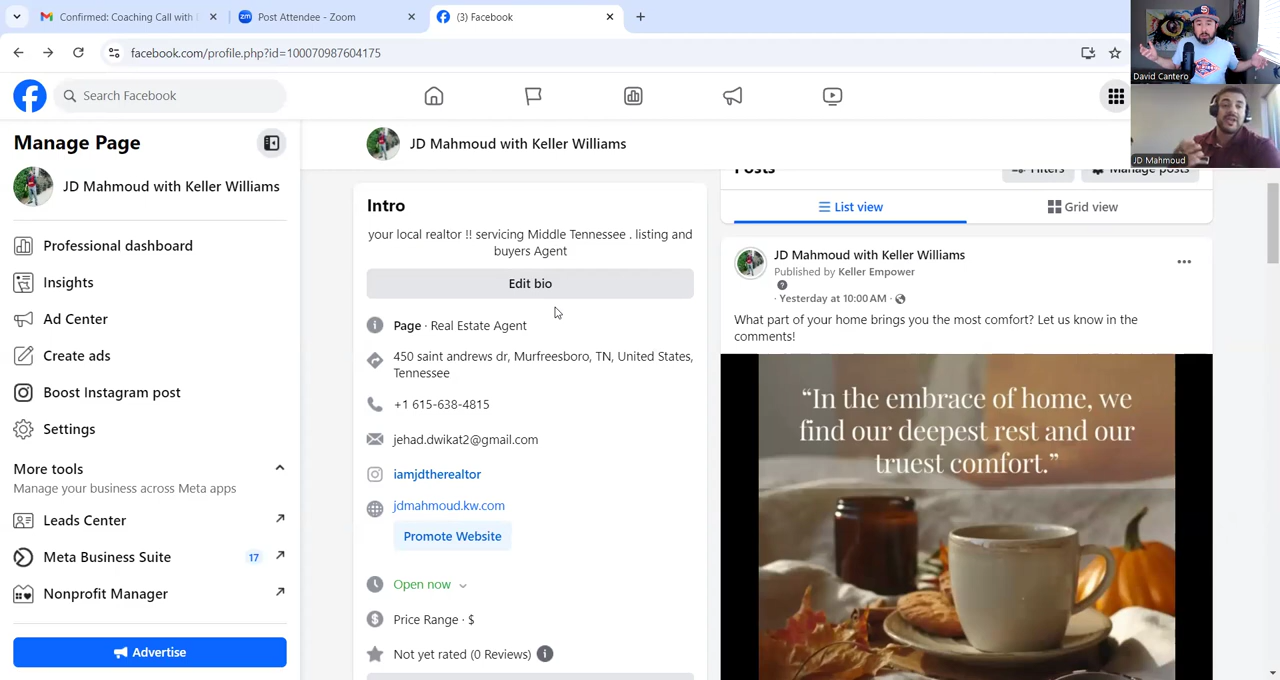 Confirmed: Coaching Call with
Post Attendee - Zoom
(3) Facebook
facebook.com/profile.php?id=100070987604175
David Cantero
JD Mahmoud
Search Facebook
Manage Page
JD Mahmoud with Keller Williams
Professional dashboard
Insights
Ad Center
Create ads
Boost Instagram post
Settings
More tools
Manage your business across Meta apps
Leads Center
Meta Business Suite
17
Nonprofit Manager
Advertise
JD Mahmoud with Keller Williams
Intro
your local realtor !! servicing Middle Tennessee . listing and
buyers Agent
Edit bio
Page · Real Estate Agent
450 saint andrews dr, Murfreesboro, TN, United States,
Tennessee
+1 615-638-4815
jehad.dwikat2@gmail.com
iamjdtherealtor
jdmahmoud.kw.com
Promote Website
Open now
Price Range · $
Not yet rated (0 Reviews)
Posts
Filters
Manage posts
List view
Grid view
JD Mahmoud with Keller Williams
Published by Keller Empower
· Yesterday at 10:00 AM ·
What part of your home brings you the most comfort? Let us know in the
comments!
“In the embrace of home, we
find our deepest rest and our
truest comfort.”